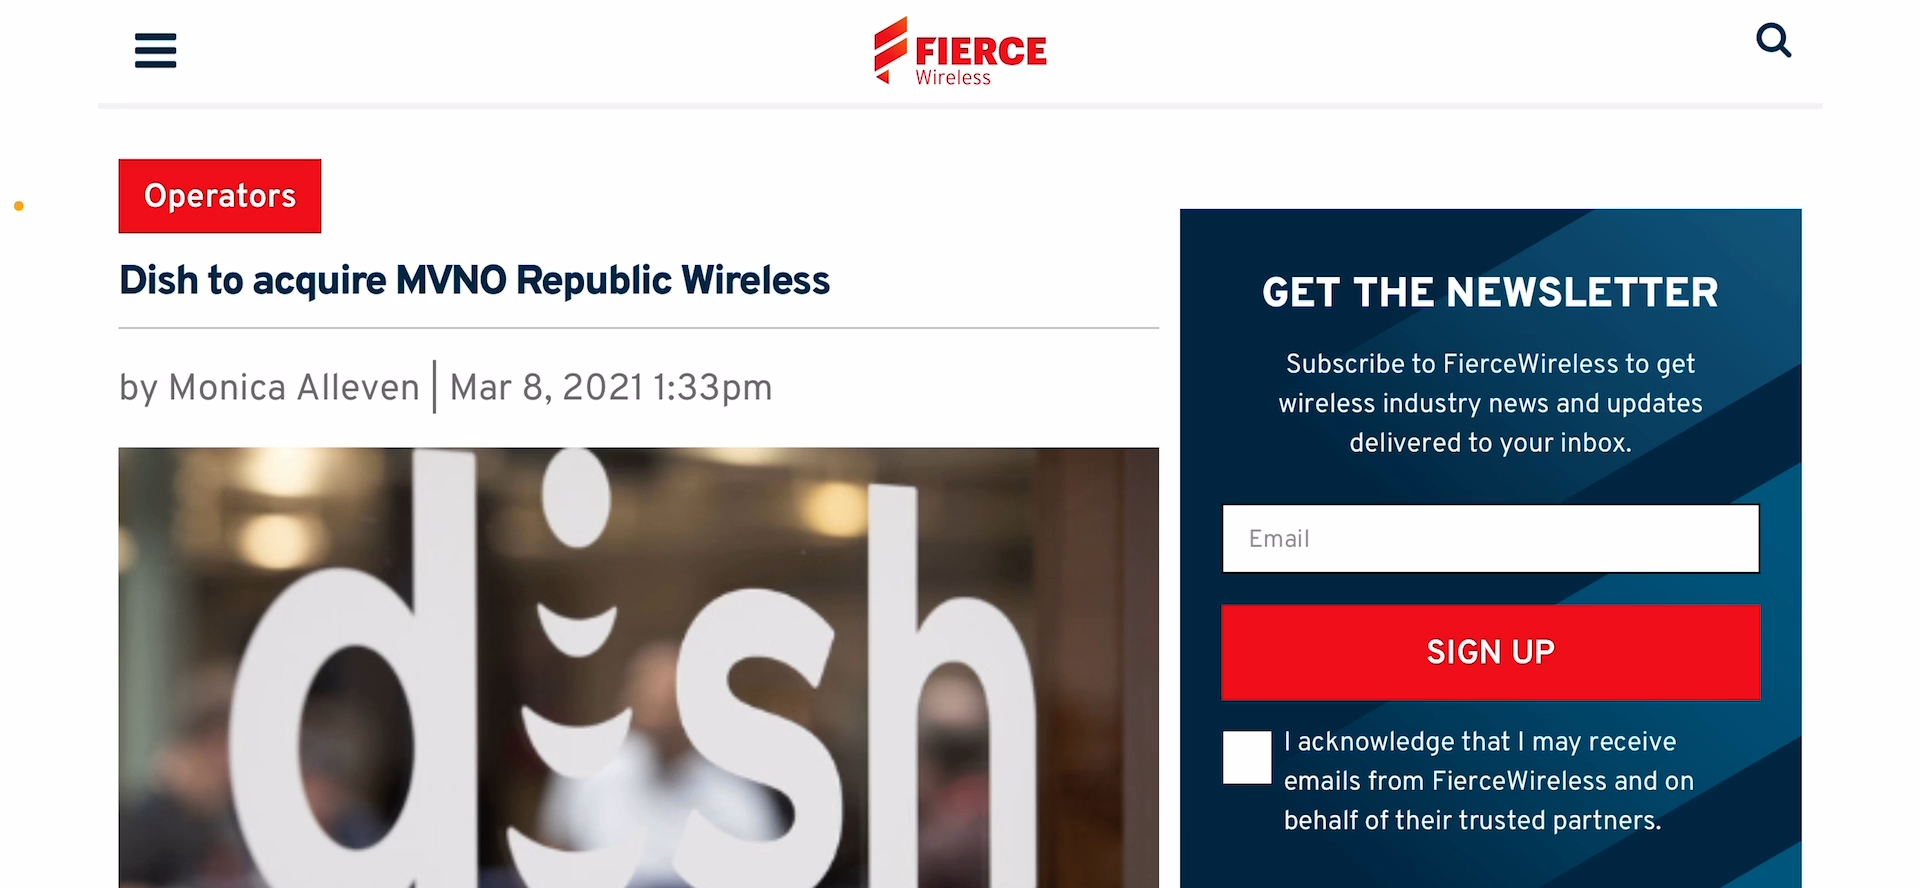 FIERCE
Wireless
Operators
Dish to acquire MVNO Republic Wireless
by Monica Alleven | Mar 8, 2021 1:33pm
dish
GET THE NEWSLETTER
Subscribe to FierceWireless to get
wireless industry news and updates
delivered to your inbox.
Email
SIGN UP
I acknowledge that I may receive
emails from FierceWireless and on
behalf of their trusted partners.